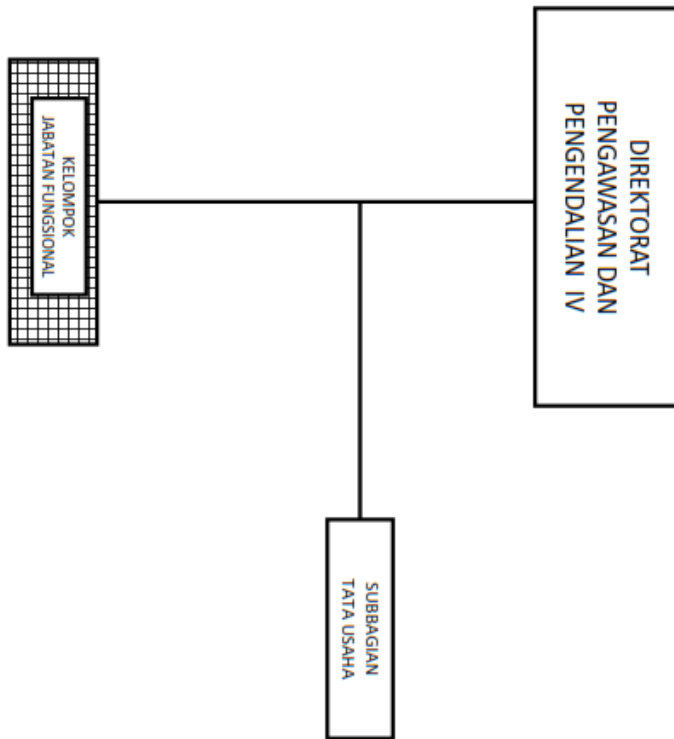 DIREKTORAT
PENGAWASAN DAN
PENGENDALIAN IV
SUBBAGIAN
TATA USAHA
KELOMPOK
JABATAN FUNGSIONAL